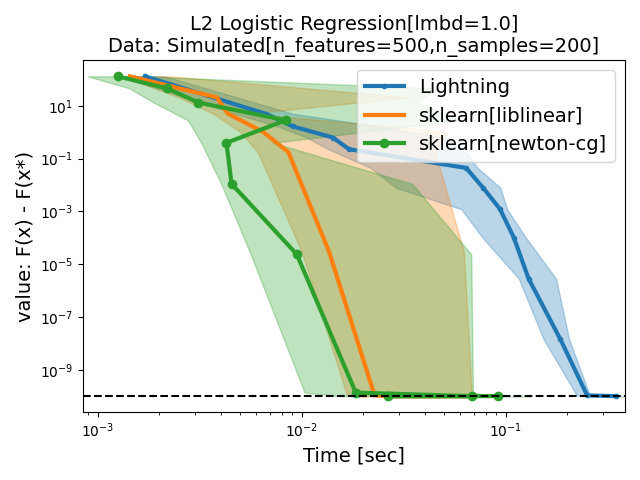 L2 Logistic Regression[lmbd=1.0]
Data: Simulated[n_features=500,n_samples=200]
Lightning
sklearn[liblinear]
sklearn[newton-cg]
value: F(x) - F(x*)
10¹
10⁻¹
10⁻³
10⁻⁵
10⁻⁷
10⁻⁹
10⁻³
10⁻²
10⁻¹
Time [sec]